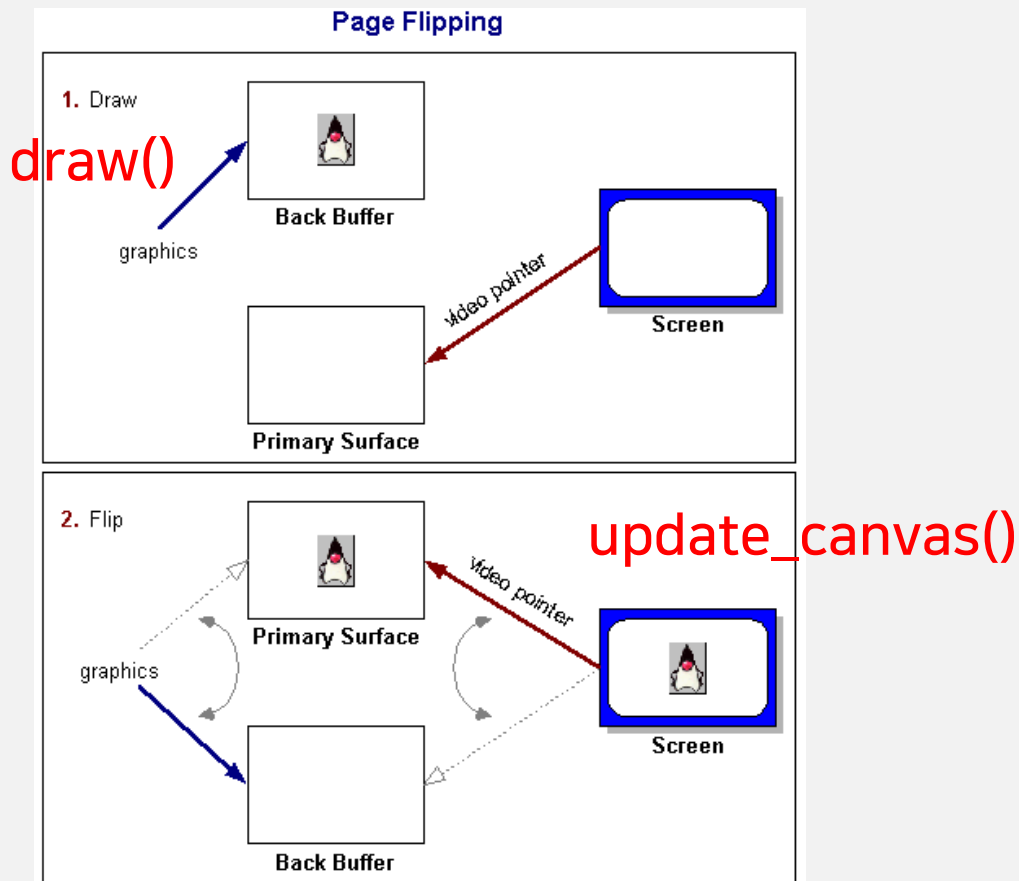 Page Flipping
1. Draw
draw()
graphics
Back Buffer
video pointer
Screen
Primary Surface
2. Flip
update_canvas()
video pointer
Primary Surface
graphics
Screen
Back Buffer